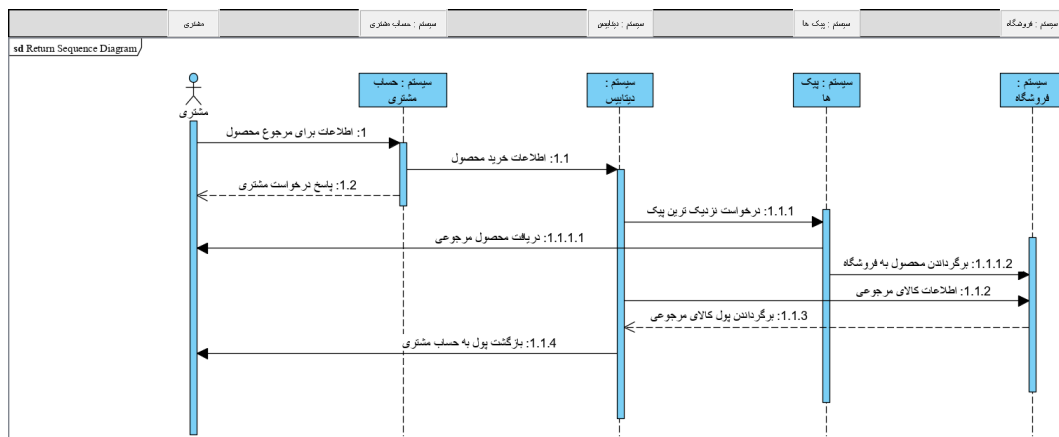 مشتری
سیستم : حساب مشتری
سیستم : دیتابیس
سیستم : پیک ها
سیستم : فروشگاه
sd Return Sequence Diagram
مشتری
سیستم : حساب
مشتری
سیستم :
دیتابیس
سیستم : پیک
ها
سیستم :
فروشگاه
1: اطلاعات برای مرجوع محصول
1.1: اطلاعات خرید محصول
1.2: پاسخ درخواست مشتری
1.1.1: درخواست نزدیک ترین پیک
1.1.1.1: دریافت محصول مرجوعی
1.1.1.2: برگرداندن محصول به فروشگاه
1.1.2: اطلاعات کالای مرجوعی
1.1.3: برگرداندن پول کالای مرجوعی
1.1.4: بازگشت پول به حساب مشتری